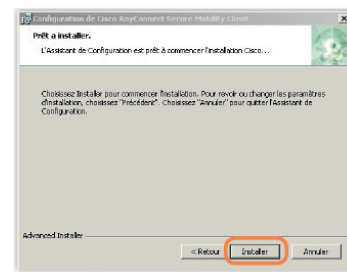 Configuration de Cisco AnyConnect Secure Mobility Client
Prêt a installer.
L'Assistant de Configuration est prêt à commencer l'installation Cisco...
Choisissez Installer pour commencer l'installation. Pour revoir ou changer les paramètres
d'installation, choisissez "Précédent". Choisissez "Annuler" pour quitter l'Assistant de
Configuration.
Advanced Installer
< Retour Installer Annuler